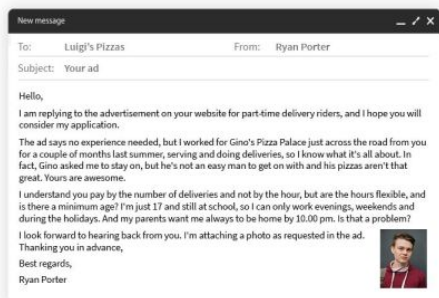 New message
To: Luigi's Pizzas From: Ryan Porter
Subject: Your ad
Hello,
I am replying to the advertisement on your website for part-time delivery riders, and I hope you will
consider my application.
The ad says no experience needed, but I worked for Gino's Pizza Palace just across the road from you
for a couple of months last summer, serving and doing deliveries, so I know what it's all about. In
fact, Gino asked me to stay on, but he's not an easy man to get on with and his pizzas aren't that
great. Yours are awesome.
I understand you pay by the number of deliveries and not by the hour, but are the hours flexible, and
is there a minimum age? I'm just 17 and still at school, so I can only work evenings, weekends and
during the holidays. And my parents want me always to be home by 10.00 pm. Is that a problem?
I look forward to hearing back from you. I'm attaching a photo as requested in the ad.
Thanking you in advance,
Best regards,
Ryan Porter